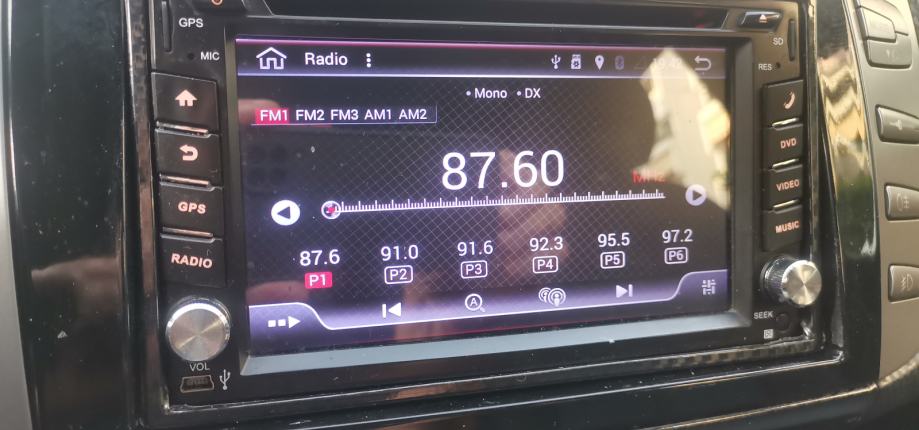 GPS
MIC
SD
RES
Radio
• Mono • DX
FM1 FM2 FM3 AM1 AM2
87.60
MHz
87.6 91.0 91.6 92.3 95.5 97.2
P1 P2 P3 P4 P5 P6
A
GPS
RADIO
DVD
VIDEO
MUSIC
VOL
SEEK